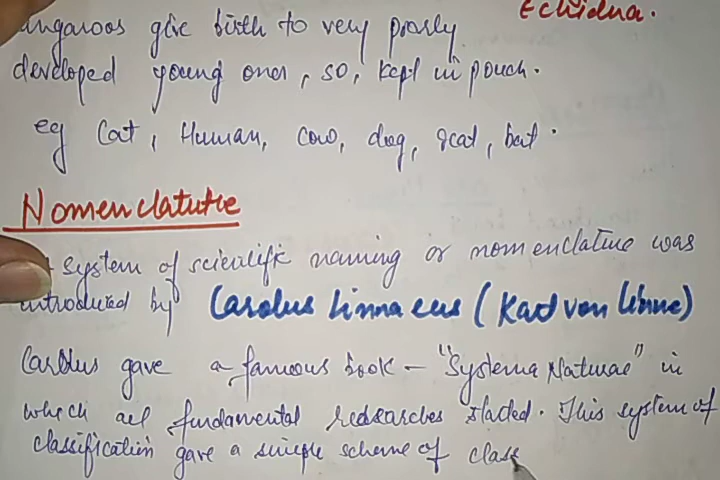 Echidna.
angaroos give birth to very poorly
developed young ones, so, kept in pouch.
eg Cat, Human, cow, dog, goat, bat.
Nomenclature
system of scientific naming or nomenclature was
introduced by Carolus Linnaeus (Karl von Linne)
Carolus gave a famous book - "Systema Naturae" in
which all fundamental researches stated. This system of
classification gave a simple scheme of class